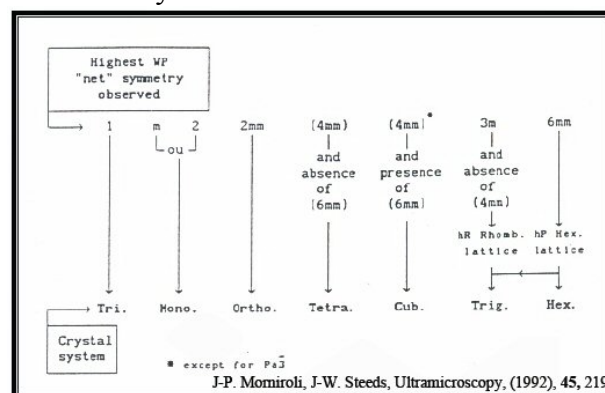 Highest WP
"net" symmetry
observed
1 m 2 2mm (4mm) (4mm)* 3m 6mm
ou
and and and
absence presence absence
of of of
(6mm) (6mm) (4mm)
hR Rhomb. hP Hex.
lattice lattice
Tri. Mono. Ortho. Tetra. Cub. Trig. Hex.
Crystal
system
* except for Pa3̄
J-P. Morniroli, J-W. Steeds, Ultramicroscopy, (1992), 45, 219